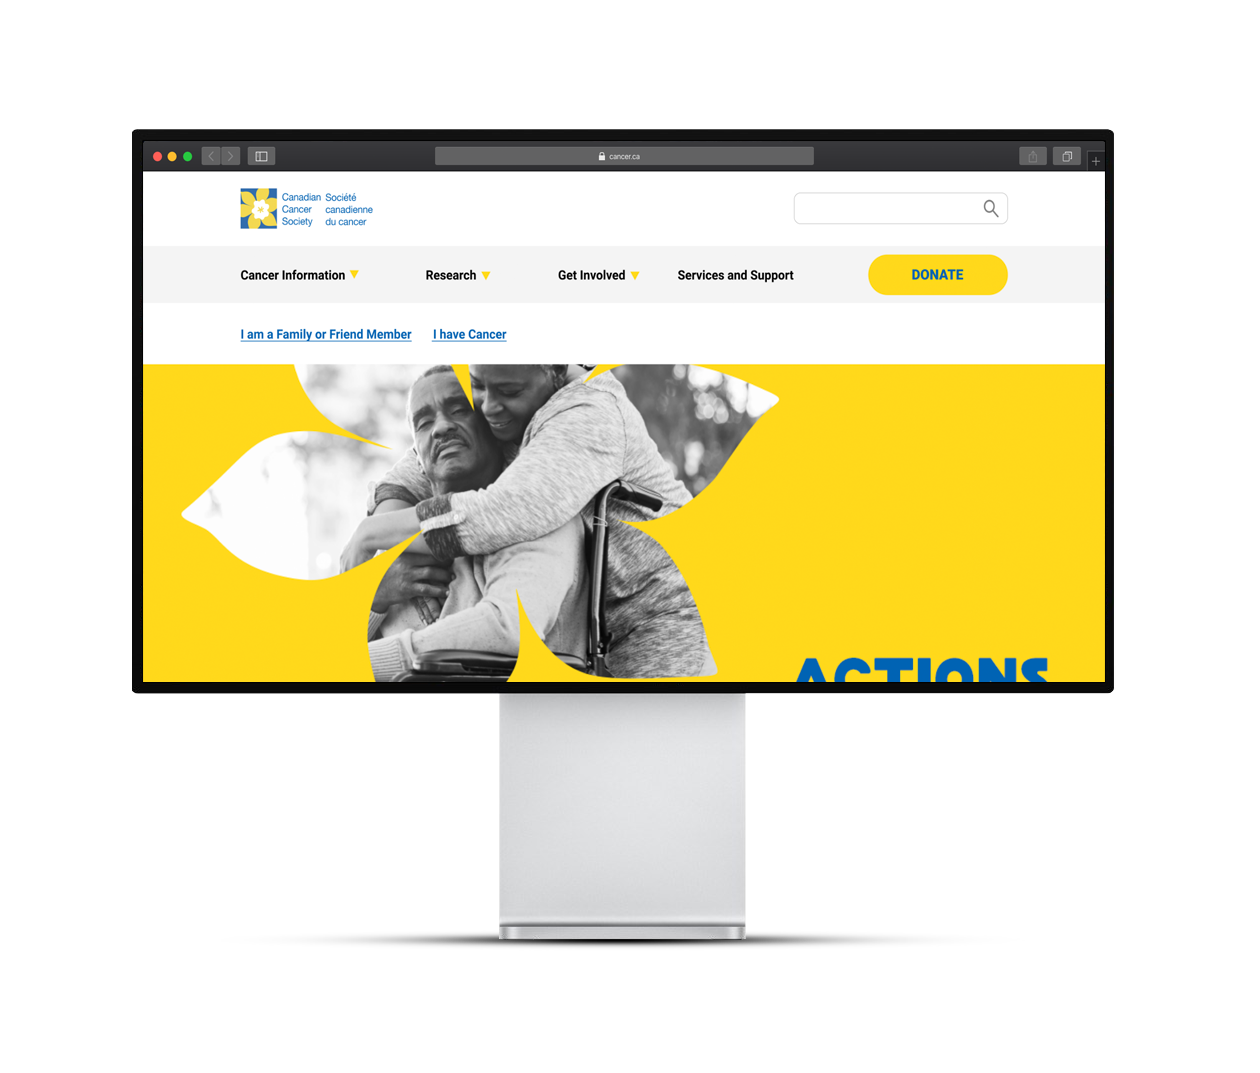 cancer.ca
Canadian Société
Cancer canadienne
Society du cancer
Cancer Information Research Get Involved Services and Support DONATE
I am a Family or Friend Member I have Cancer
ACTIONS